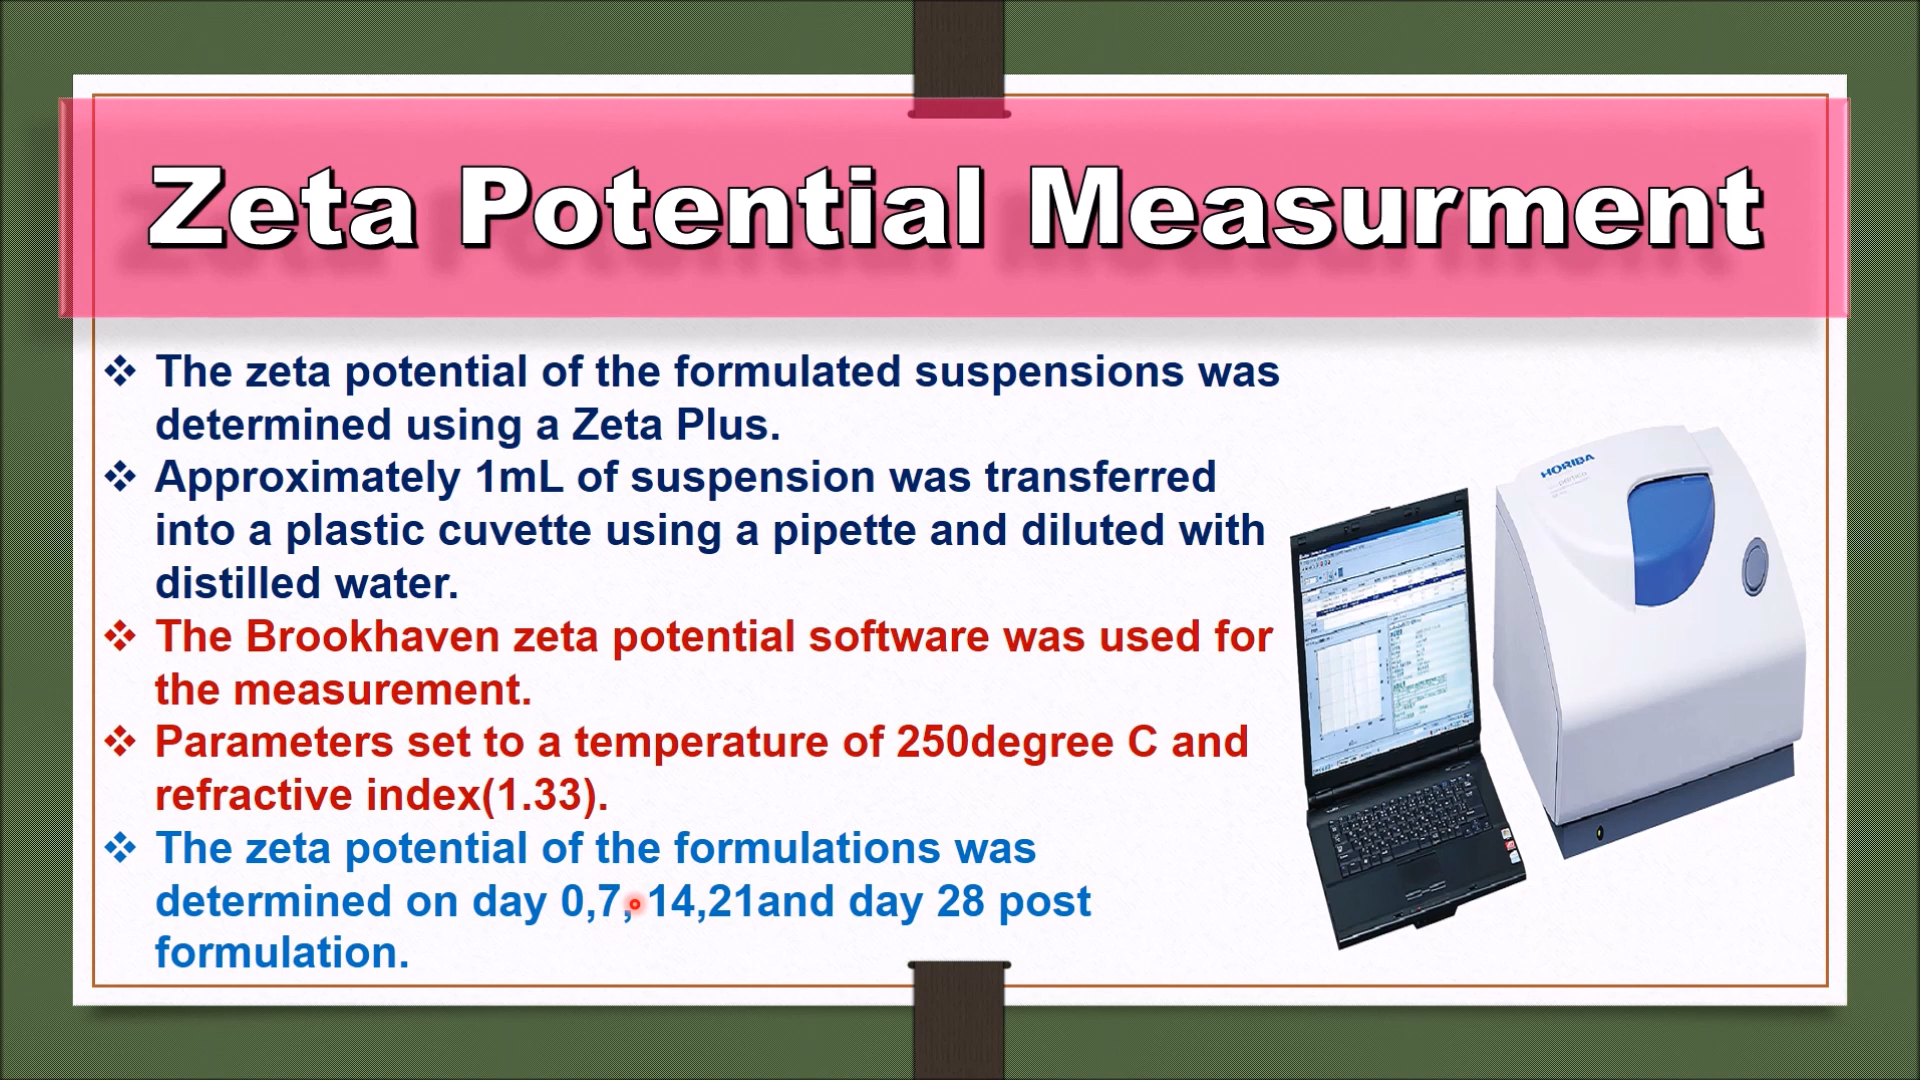 Zeta Potential Measurment
❖ The zeta potential of the formulated suspensions was
determined using a Zeta Plus.
❖ Approximately 1mL of suspension was transferred
into a plastic cuvette using a pipette and diluted with
distilled water.
❖ The Brookhaven zeta potential software was used for
the measurement.
❖ Parameters set to a temperature of 250degree C and
refractive index(1.33).
❖ The zeta potential of the formulations was
determined on day 0,7, 14,21and day 28 post
formulation.
HORIBA